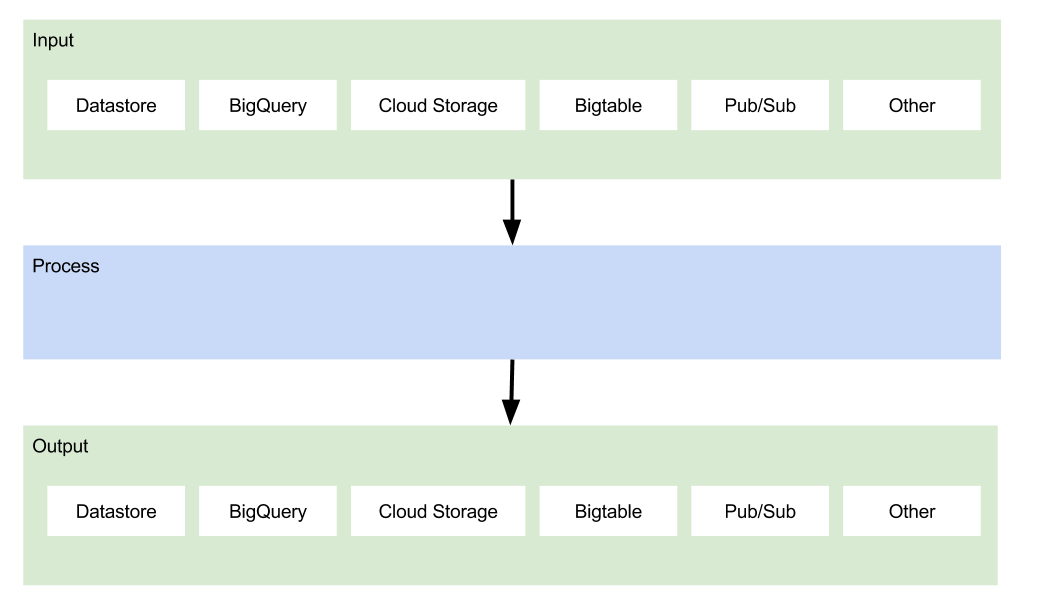 Input
Datastore BigQuery Cloud Storage Bigtable Pub/Sub Other
Process
Output
Datastore BigQuery Cloud Storage Bigtable Pub/Sub Other